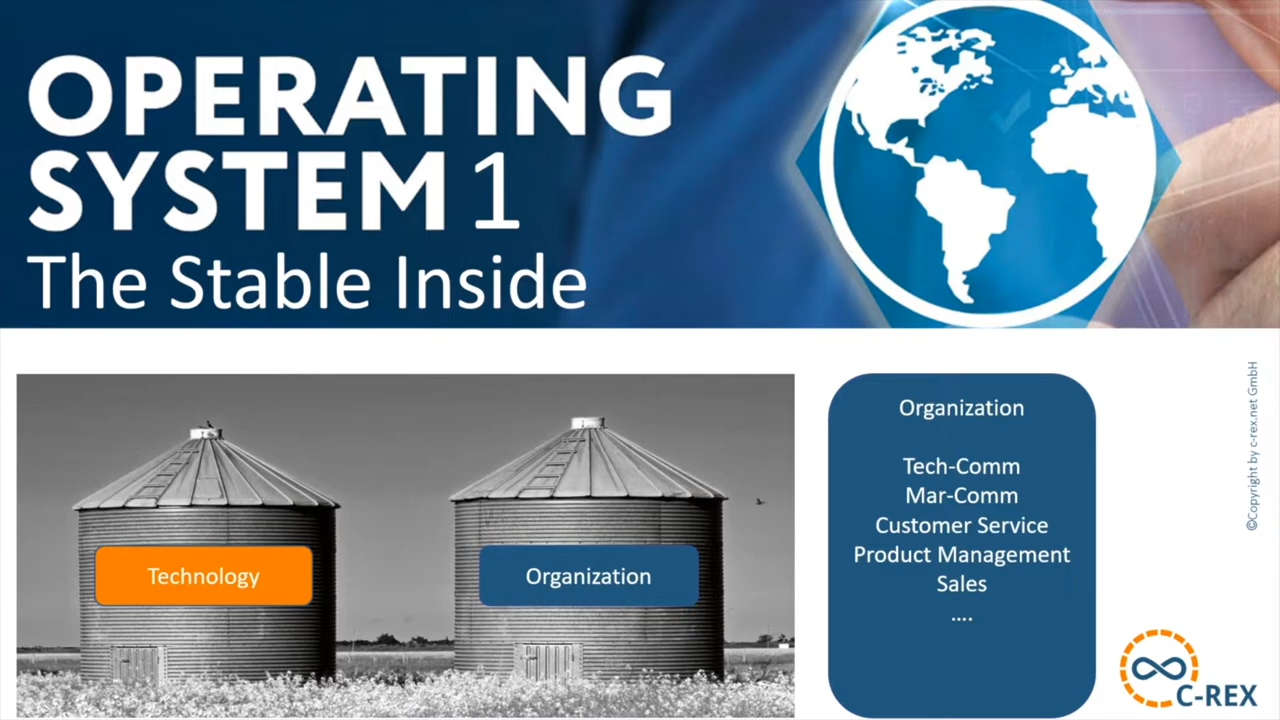 OPERATING
SYSTEM 1
The Stable Inside
Technology
Organization
Organization
Tech-Comm
Mar-Comm
Customer Service
Product Management
Sales
....
©Copyright by c-rex.net GmbH
C-REX